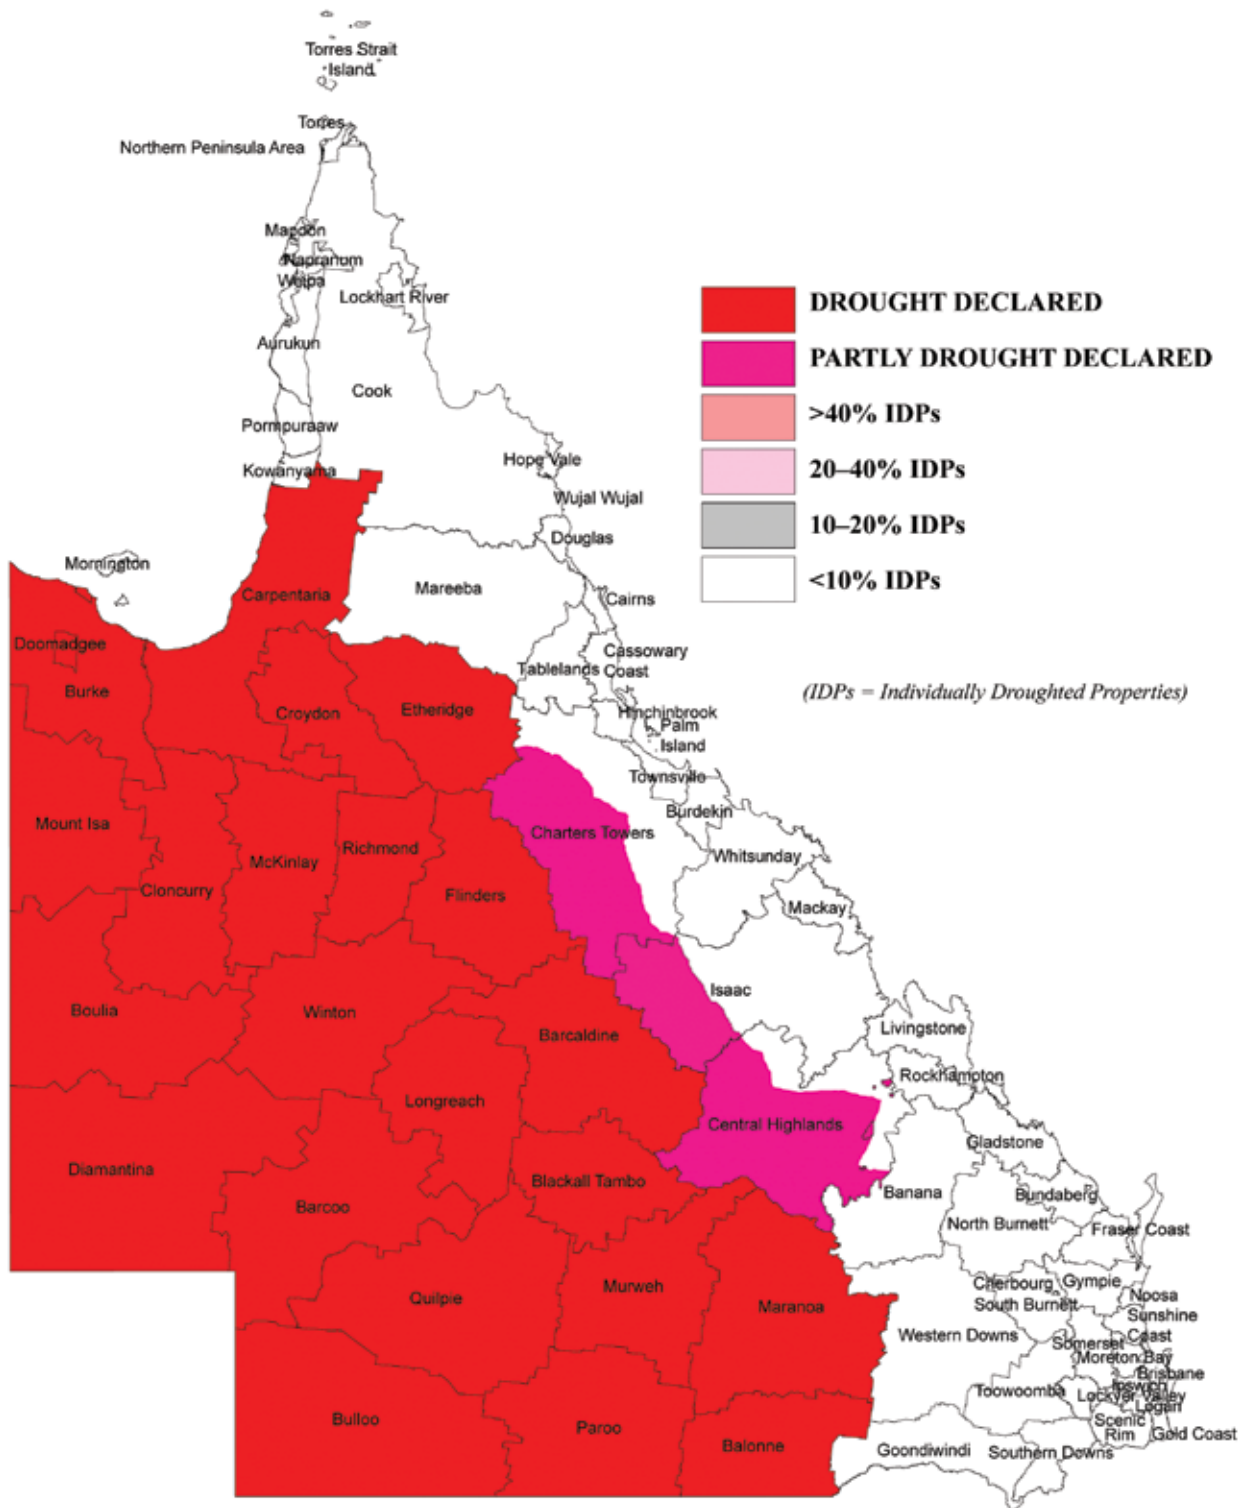 Torres Strait
Island
Torres
Northern Peninsula Area
Mapoon
Napranum
Weipa
Lockhart River
Aurukun
Cook
Pormpuraaw
Kowanyama
Hope Vale
Wujal Wujal
Douglas
Mornington
Mareeba
Carpentaria
Cairns
Doomadgee
Cassowary
Coast
Tablelands
Burke
Croydon
Etheridge
Hinchinbrook
Palm
Island
Townsville
Burdekin
Mount Isa
Charters Towers
Richmond
McKinlay
Whitsunday
Cloncurry
Flinders
Mackay
Isaac
Boulia
Winton
Livingstone
Barcaldine
Rockhampton
Longreach
Central Highlands
Gladstone
Diamantina
Blackall Tambo
Banana
Bundaberg
Barcoo
North Burnett
Fraser Coast
Cherbourg
Gympie
Murweh
Noosa
Quilpie
South Burnett
Maranoa
Sunshine
Coast
Western Downs
Somerset
Moreton Bay
Brisbane
Ipswich
Toowoomba
Lockyer Valley
Logan
Bulloo
Scenic
Rim
Paroo
Gold Coast
Balonne
Goondiwindi
Southern Downs
DROUGHT DECLARED
PARTLY DROUGHT DECLARED
>40% IDPs
20–40% IDPs
10–20% IDPs
<10% IDPs
(IDPs = Individually Droughted Properties)